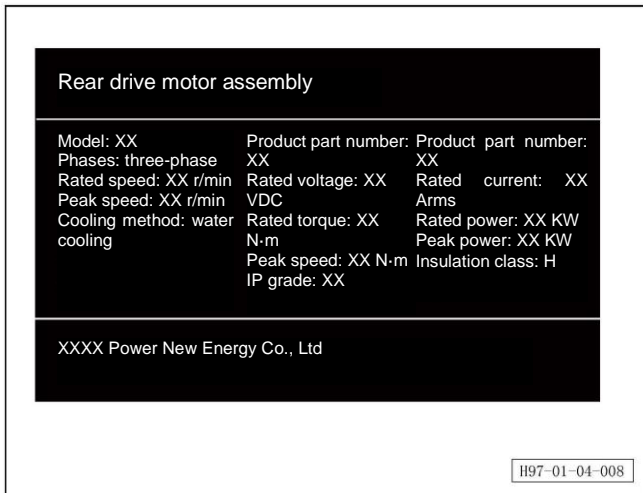 Rear drive motor assembly
Model: XX
Phases: three-phase
Rated speed: XX r/min
Peak speed: XX r/min
Cooling method: water
cooling
Product part number:
XX
Rated voltage: XX
VDC
Rated torque: XX
N·m
Peak speed: XX N·m
IP grade: XX
Product part number:
XX
Rated current: XX
Arms
Rated power: XX KW
Peak power: XX KW
Insulation class: H
XXXX Power New Energy Co., Ltd
H97-01-04-008